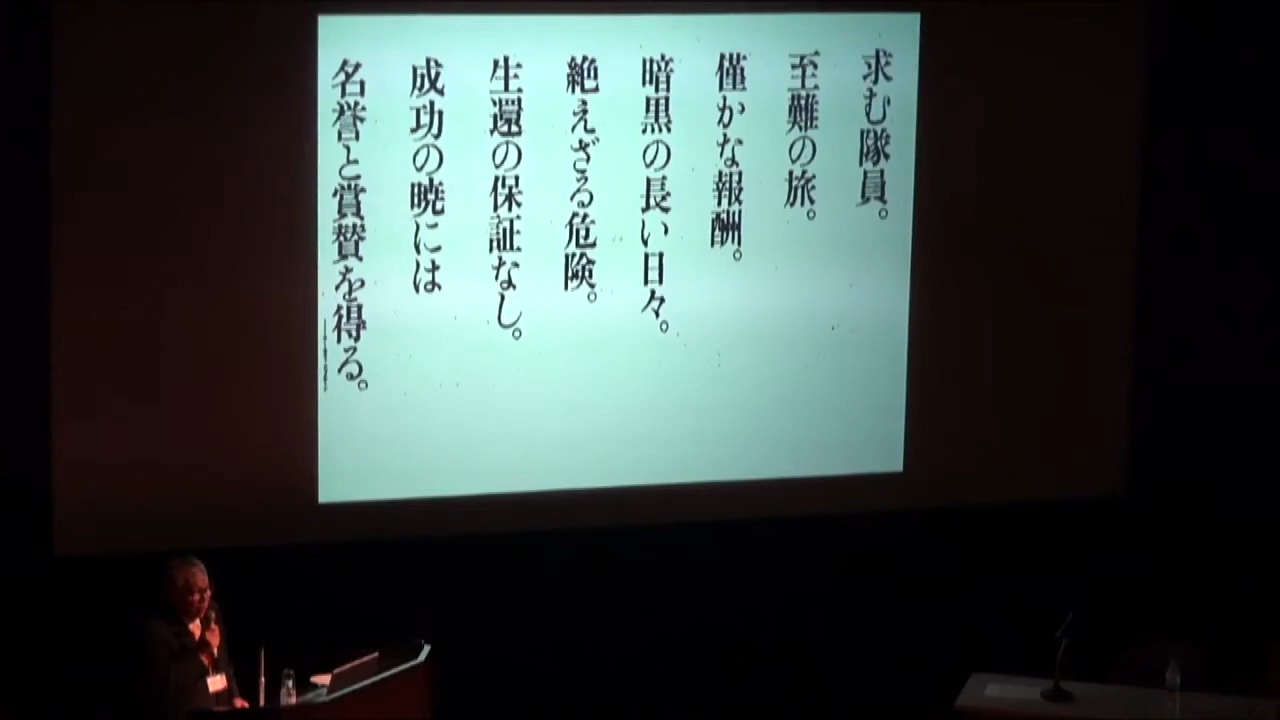 求む隊員。
至難の旅。
僅かな報酬。
暗黒の長い日々。
絶えざる危険。
生還の保証なし。
成功の暁には
名誉と賞賛を得る。